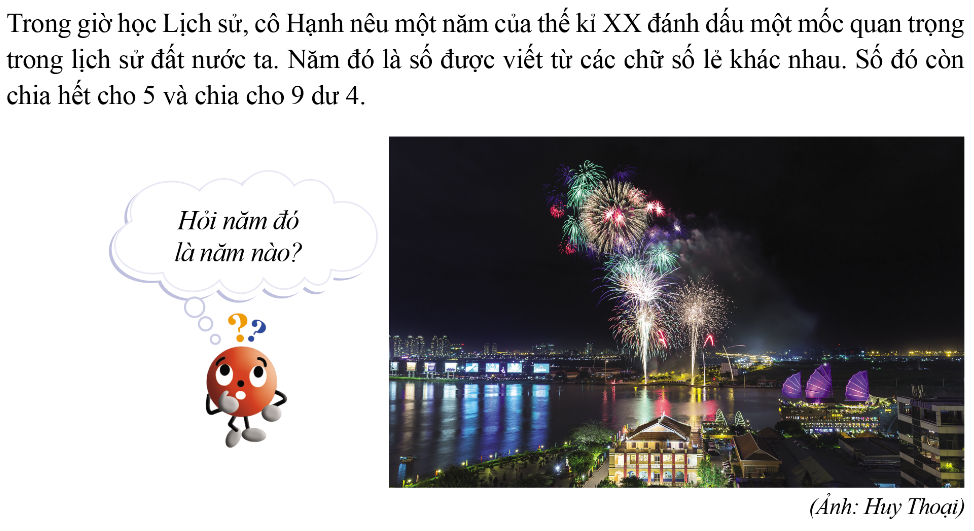 Trong giờ học Lịch sử, cô Hạnh nêu một năm của thế kỉ XX đánh dấu một mốc quan trọng
trong lịch sử đất nước ta. Năm đó là số được viết từ các chữ số lẻ khác nhau. Số đó còn
chia hết cho 5 và chia cho 9 dư 4.
Hỏi năm đó
là năm nào?
??
(Ảnh: Huy Thoại)